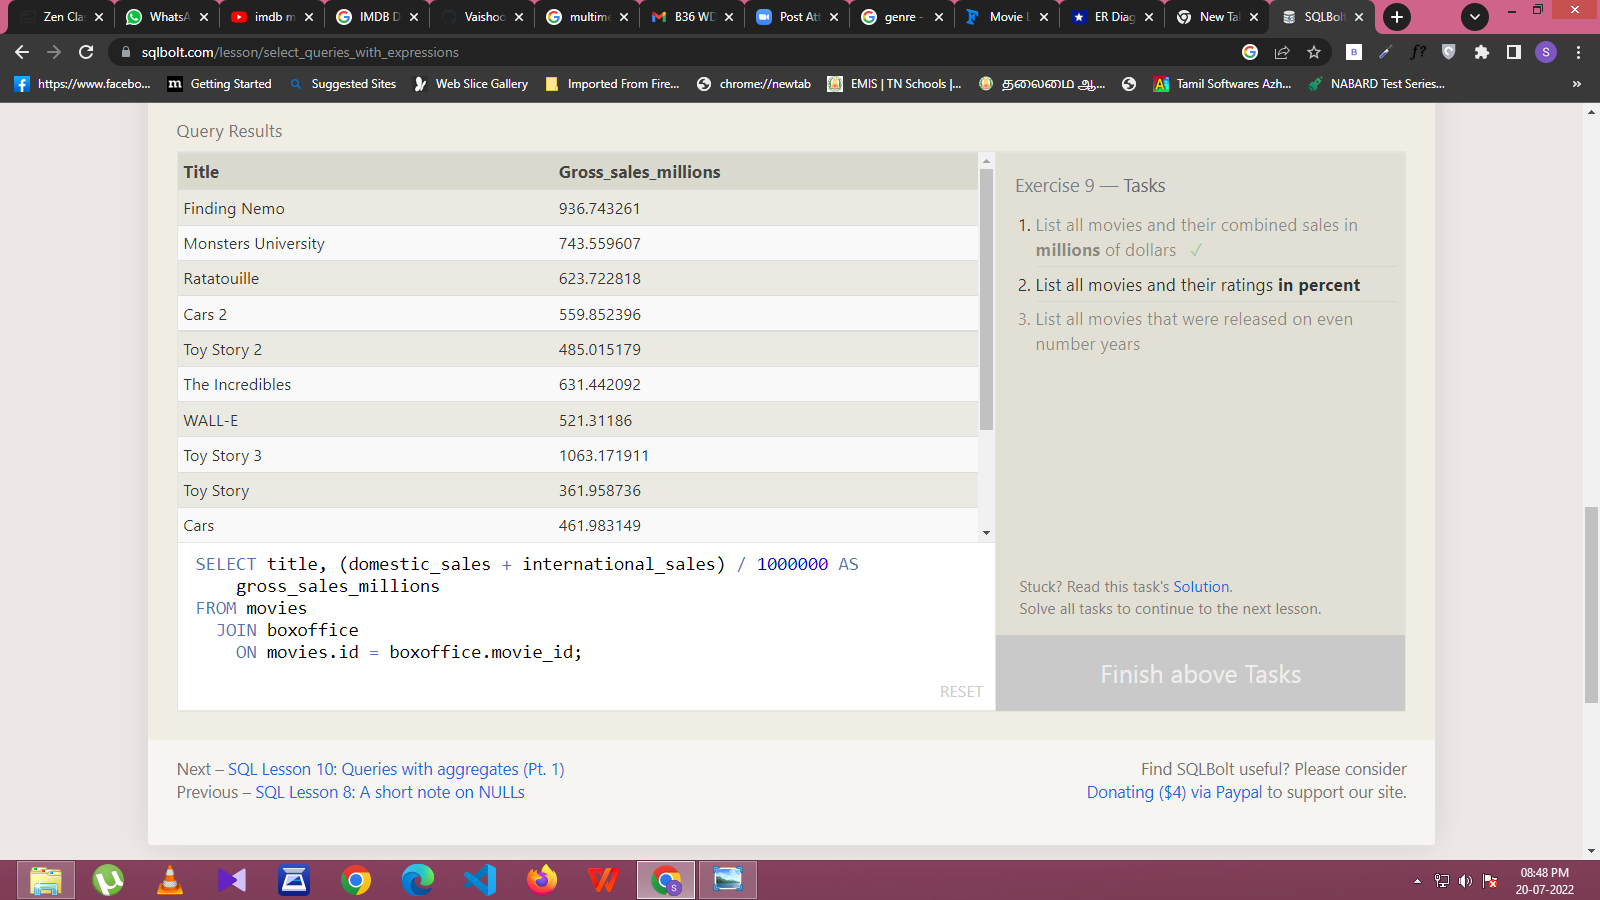 Zen Cla
WhatsA
imdb m
IMDB D
Vaishoo
multime
B36 WD
Post Att
genre -
Movie L
ER Diag
New Tal
SQLBolt
sqlbolt.com/lesson/select_queries_with_expressions
https://www.facebo...
Getting Started
Suggested Sites
Web Slice Gallery
Imported From Fire...
chrome://newtab
EMIS | TN Schools |...
தலைமை ஆ...
Tamil Softwares Azh...
NABARD Test Series...
»
Query Results
Title Gross_sales_millions
Finding Nemo 936.743261
Monsters University 743.559607
Ratatouille 623.722818
Cars 2 559.852396
Toy Story 2 485.015179
The Incredibles 631.442092
WALL-E 521.31186
Toy Story 3 1063.171911
Toy Story 361.958736
Cars 461.983149
SELECT title, (domestic_sales + international_sales) / 1000000 AS
gross_sales_millions
FROM movies
JOIN boxoffice
ON movies.id = boxoffice.movie_id;
RESET
Exercise 9 — Tasks
1. List all movies and their combined sales in
millions of dollars ✓
2. List all movies and their ratings in percent
3. List all movies that were released on even
number years
Stuck? Read this task's Solution.
Solve all tasks to continue to the next lesson.
Finish above Tasks
Next – SQL Lesson 10: Queries with aggregates (Pt. 1)
Previous – SQL Lesson 8: A short note on NULLs
Find SQLBolt useful? Please consider
Donating ($4) via Paypal to support our site.
08:48 PM
20-07-2022